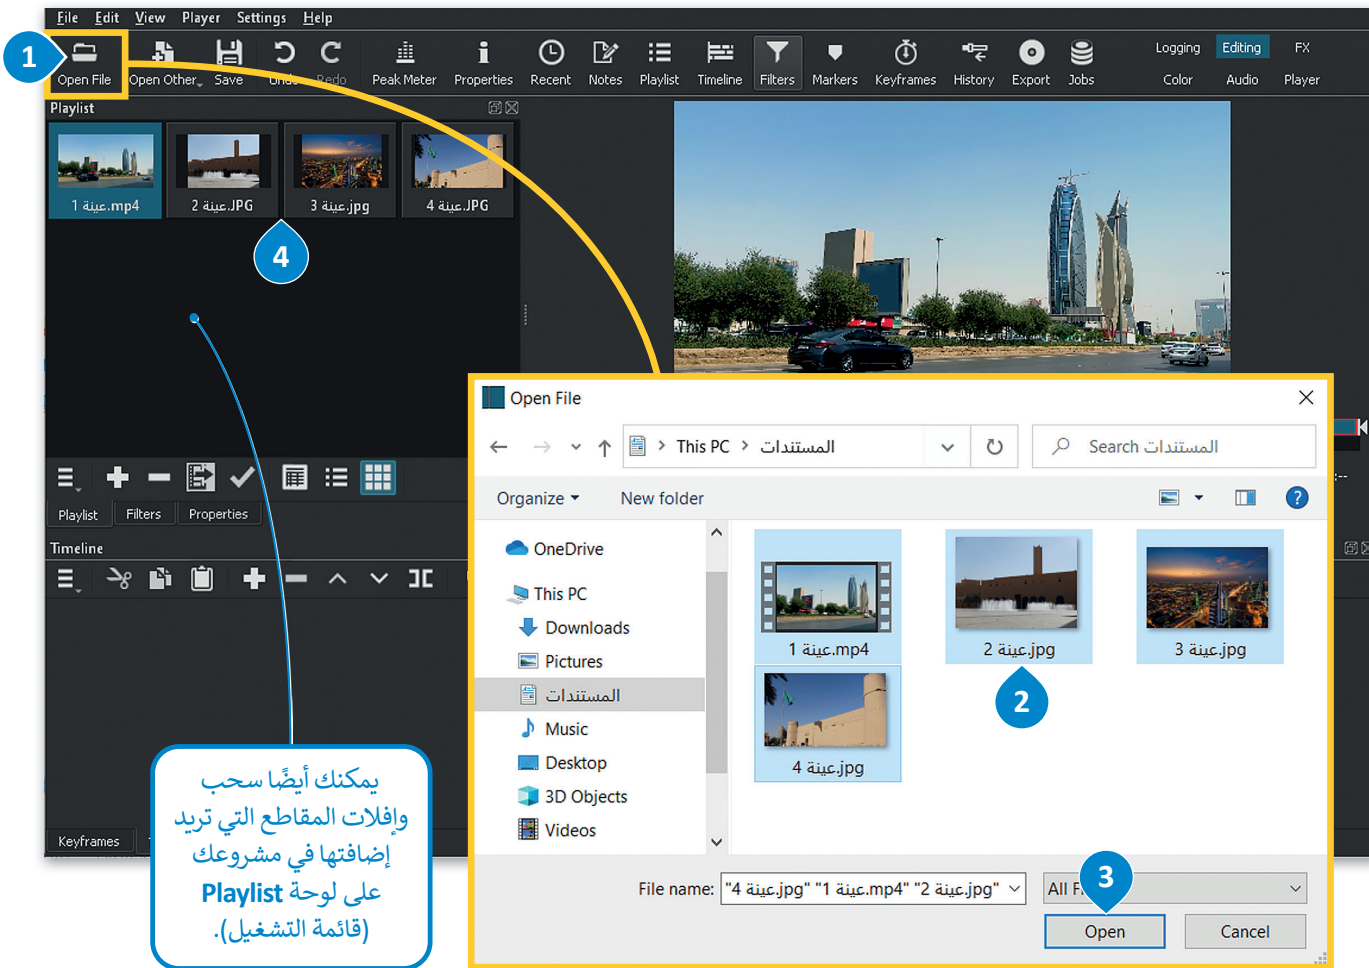 File Edit View Player Settings Help
1
Open File Open Other Save Undo Redo Peak Meter Properties Recent Notes Playlist Timeline Filters Markers Keyframes History Export Jobs
Logging Editing FX
Color Audio Player
Playlist
عينة 1.mp4
عينة 2.JPG
عينة 3.jpg
عينة 4.JPG
4
Playlist Filters Properties
Timeline
Keyframes
يمكنك أيضًا سحب
وإفلات المقاطع التي تريد
إضافتها في مشروعك
على لوحة Playlist
(قائمة التشغيل).
Open File
This PC > المستندات
Search المستندات
Organize
New folder
OneDrive
This PC
Downloads
Pictures
المستندات
Music
Desktop
3D Objects
Videos
عينة 1.mp4
عينة 2.jpg
عينة 3.jpg
2
عينة 4.jpg
File name: "عينة 4.jpg" "عينة 1.mp4" "عينة 2.jpg"
All F
3
Open
Cancel